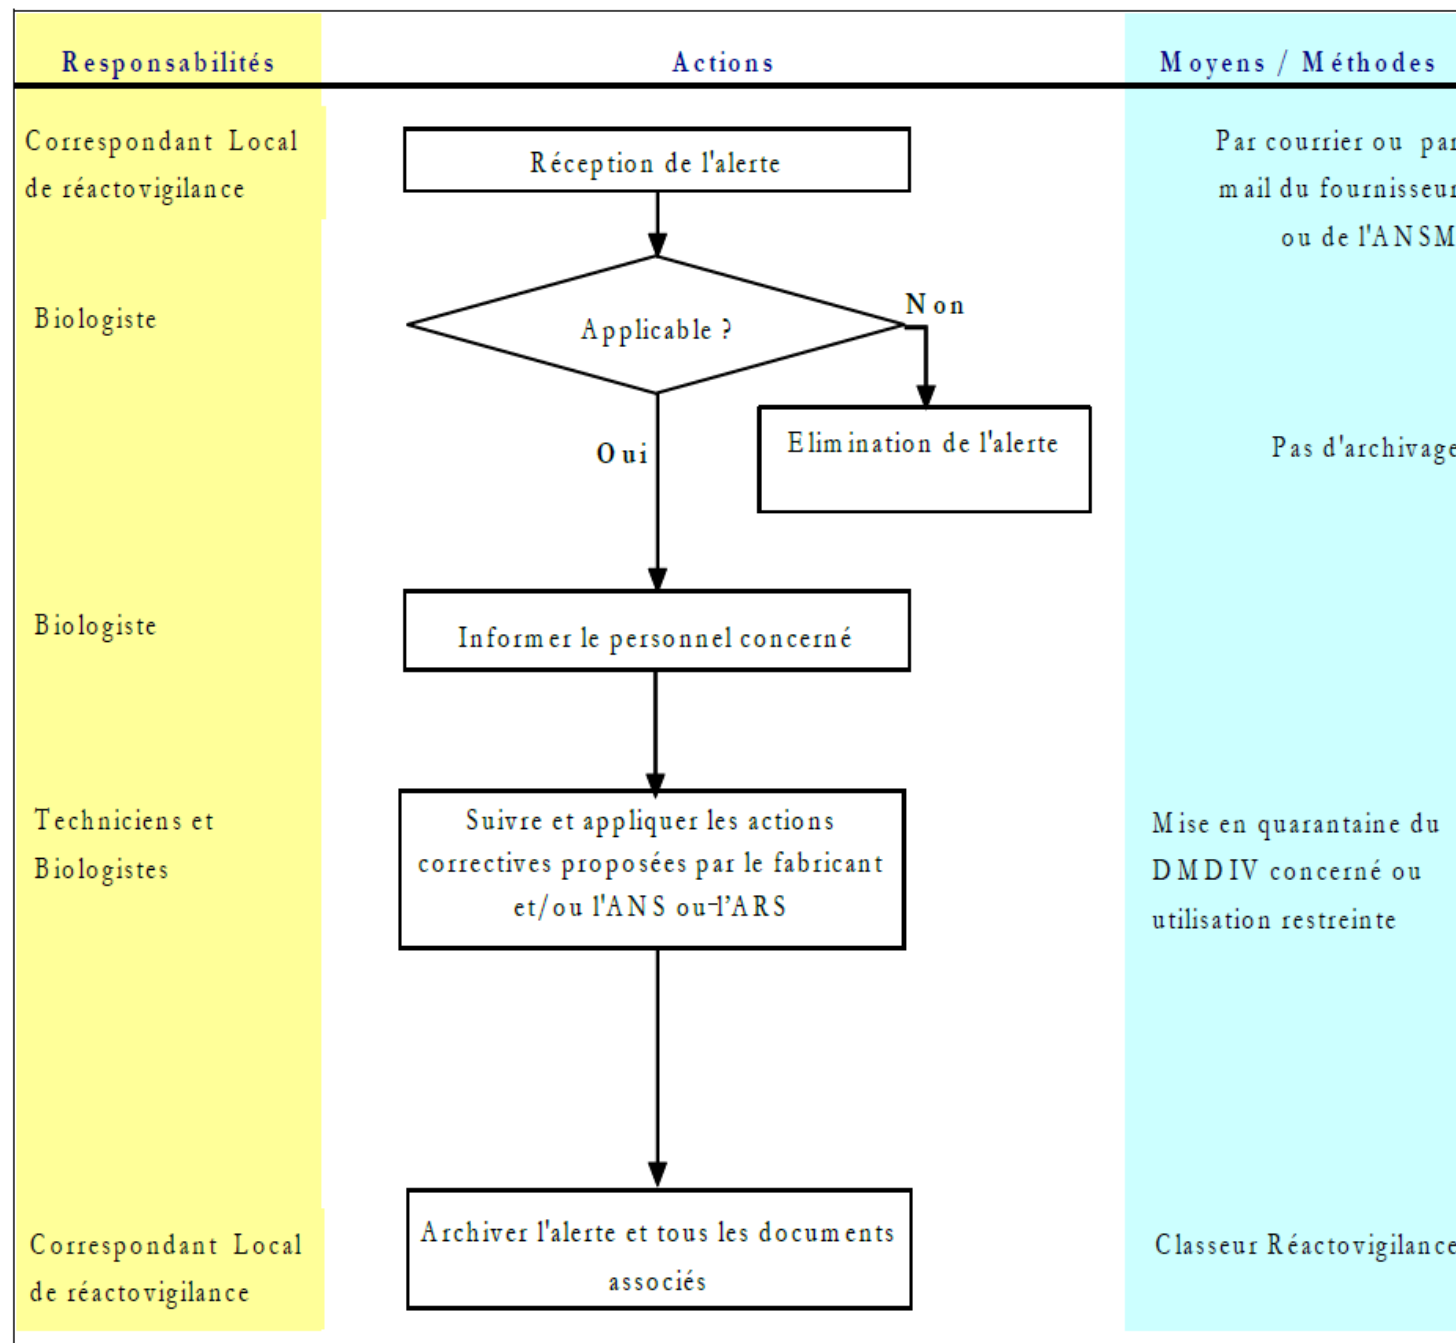 Responsabilités
Actions
Moyens / Méthodes
Correspondant Local
de réactovigilance
Réception de l'alerte
Par courrier ou par
mail du fournisseur
ou de l'ANSM
Biologiste
Applicable ?
Non
Oui
Elimination de l'alerte
Pas d'archivage
Biologiste
Informer le personnel concerné
Techniciens et
Biologistes
Suivre et appliquer les actions
correctives proposées par le fabricant
et/ou l'ANS ou l’ARS
Mise en quarantaine du
DMDIV concerné ou
utilisation restreinte
Correspondant Local
de réactovigilance
Archiver l'alerte et tous les documents
associés
Classeur Réactovigilance